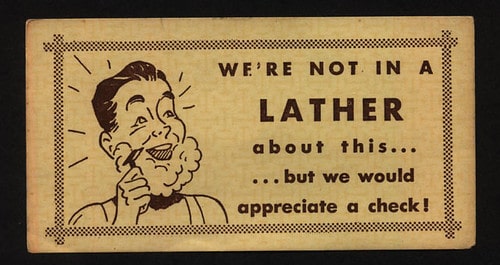 WE'RE NOT IN A
LATHER
about this...
...but we would
appreciate a check!